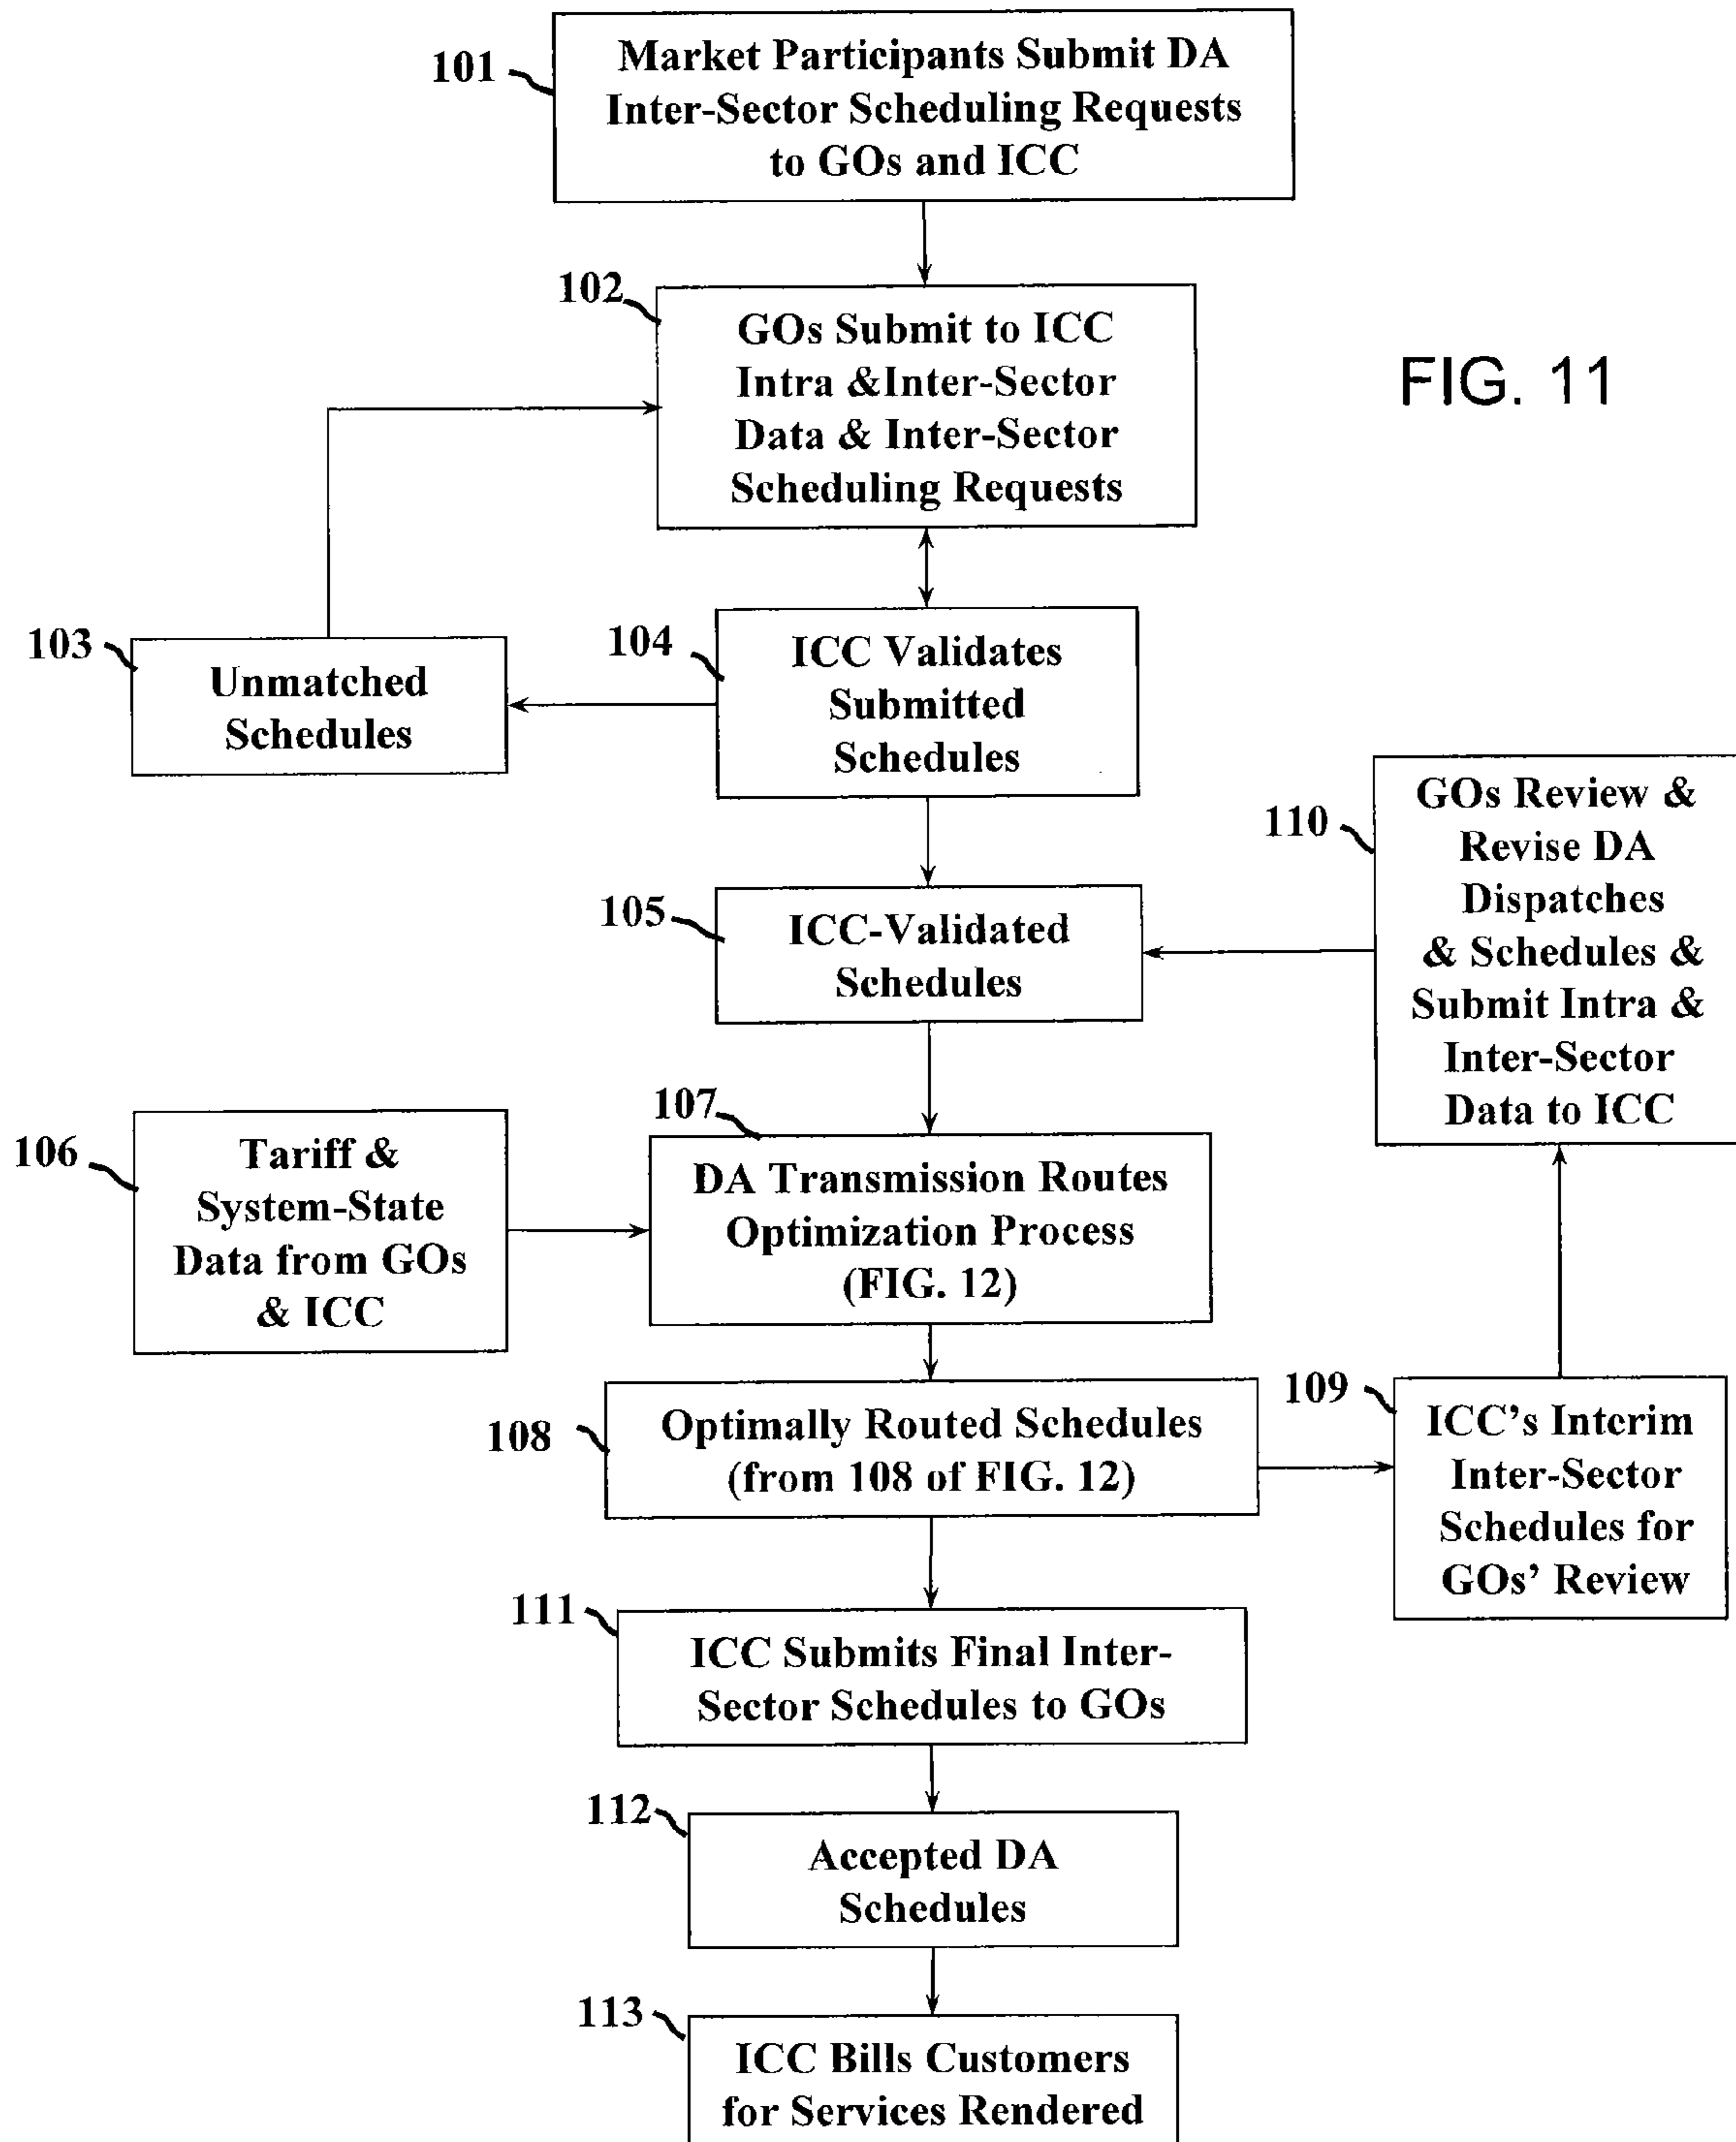 101
Market Participants Submit DA
Inter-Sector Scheduling Requests
to GOs and ICC
102
GOs Submit to ICC
Intra &Inter-Sector
Data & Inter-Sector
Scheduling Requests
FIG. 11
103
Unmatched
Schedules
104
ICC Validates
Submitted
Schedules
110
GOs Review &
Revise DA
Dispatches
& Schedules &
Submit Intra &
Inter-Sector
Data to ICC
105
ICC-Validated
Schedules
106
Tariff &
System-State
Data from GOs
& ICC
107
DA Transmission Routes
Optimization Process
(FIG. 12)
108
Optimally Routed Schedules
(from 108 of FIG. 12)
109
ICC's Interim
Inter-Sector
Schedules for
GOs' Review
111
ICC Submits Final Inter-
Sector Schedules to GOs
112
Accepted DA
Schedules
113
ICC Bills Customers
for Services Rendered